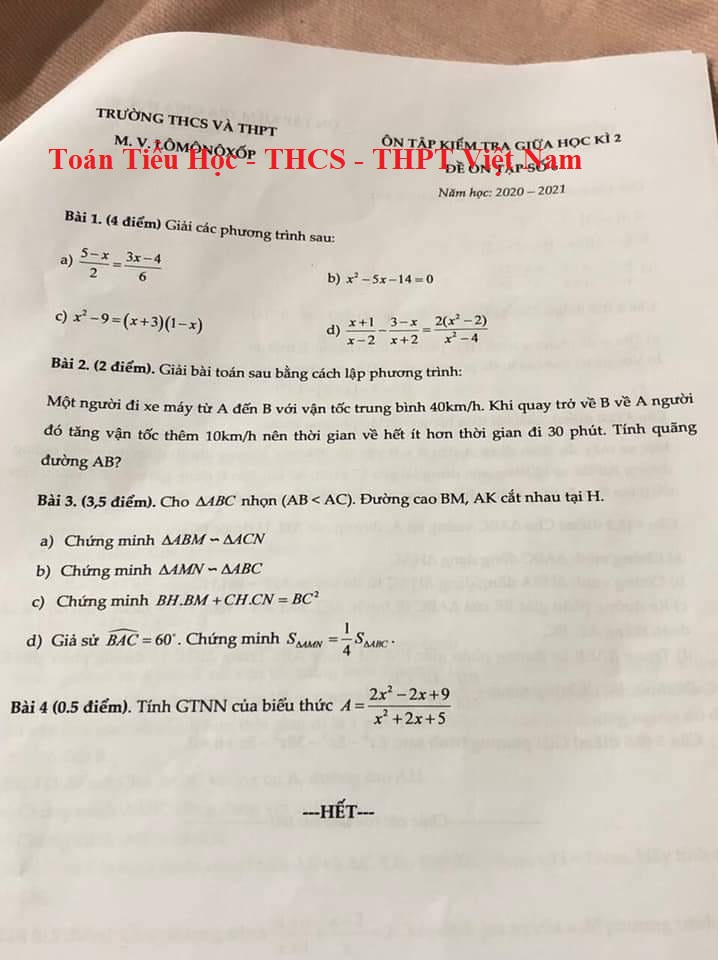 TRƯỜNG THCS VÀ THPT
M. V. LÔMÔNÔXỐP
ÔN TẬP KIỂM TRA GIỮA HỌC KÌ 2
ĐỀ ÔN TẬP SỐ
Năm học: 2020 – 2021
Toán Tiểu Học - THCS - THPT Việt Nam
Bài 1. (4 điểm) Giải các phương trình sau:
a) (5−x)/2 = (3x−4)/6
b) x² −5x−14=0
c) x² −9=(x+3)(1−x)
d) (x+1)/(x−2) − (3−x)/(x+2) = 2(x²−2)/(x²−4)
Bài 2. (2 điểm). Giải bài toán sau bằng cách lập phương trình:
Một người đi xe máy từ A đến B với vận tốc trung bình 40km/h. Khi quay trở về B về A người
đó tăng vận tốc thêm 10km/h nên thời gian về hết ít hơn thời gian đi 30 phút. Tính quãng
đường AB?
Bài 3. (3,5 điểm). Cho ΔABC nhọn (AB < AC). Đường cao BM, AK cắt nhau tại H.
a) Chứng minh ΔABM ∽ ΔACN
b) Chứng minh ΔAMN ∽ ΔABC
c) Chứng minh BH.BM + CH.CN = BC²
d) Giả sử B̂AC = 60°. Chứng minh S_ΔAMN = 1/4 S_ΔABC.
Bài 4 (0.5 điểm). Tính GTNN của biểu thức A = (2x²−2x+9)/(x²+2x+5)
---HẾT---